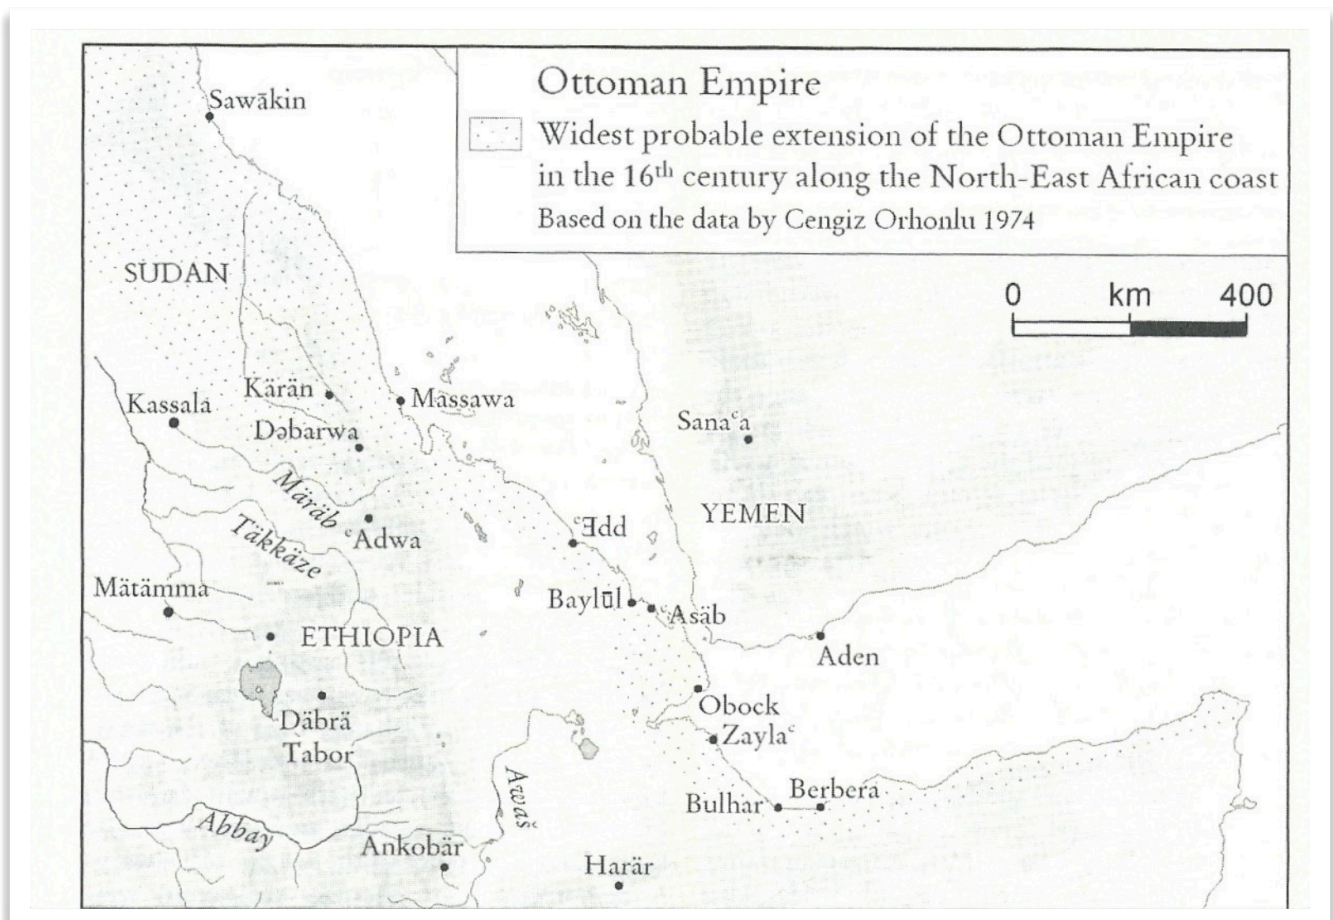 Ottoman Empire
Widest probable extension of the Ottoman Empire
in the 16th century along the North-East African coast
Based on the data by Cengiz Orhonlu 1974
0 km 400
Sawākin
SUDAN
Kärän
Massawa
Kassala
Dəbarwa
Sanaʿa
Märäb
ʿAdwa
Täkkäze
YEMEN
ʿƎdd
Mätämma
Baylūl
ʿAsäb
ETHIOPIA
Aden
Obock
Däbrä
Tabor
Zaylaʿ
Awaš
Bulhar
Berbera
Abbay
Ankobär
Harär